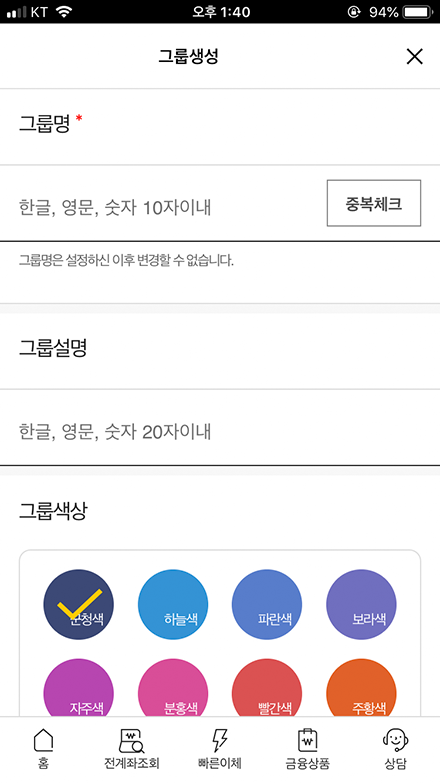 KT 오후 1:40 94%
그룹생성
그룹명 *
한글, 영문, 숫자 10자이내 중복체크
그룹명은 설정하신 이후 변경할 수 없습니다.
그룹설명
한글, 영문, 숫자 20자이내
그룹색상
군청색 하늘색 파란색 보라색
자주색 분홍색 빨간색 주황색
홈 전계좌조회 빠른이체 금융상품 상담